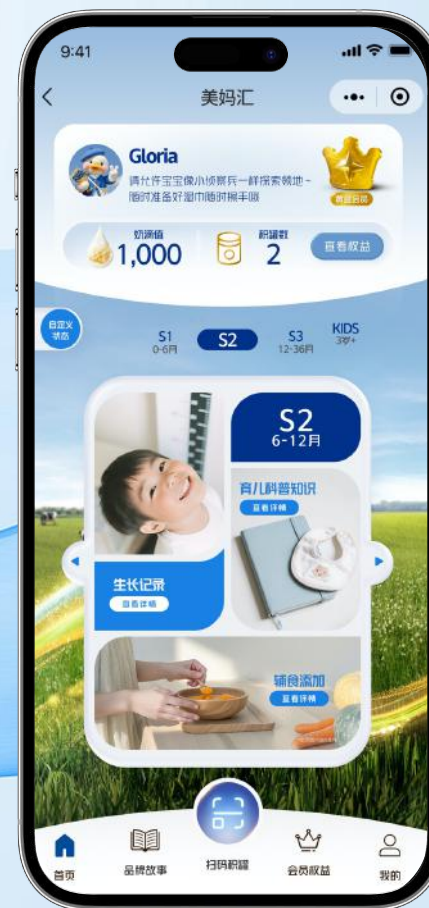 9:41
美妈汇
Gloria
请允许宝宝像小侦察兵一样探索领地~
随时准备好湿巾随时擦手哦
黄金会员
奶滴值
1,000
积罐数
2
查看权益
自定义
状态
S1
0-6月
S2
S3
12-36月
KIDS
3岁+
S2
6-12月
育儿科普知识
查看详情
生长记录
查看详情
辅食添加
查看详情
首页
品牌故事
扫码积罐
会员权益
我的